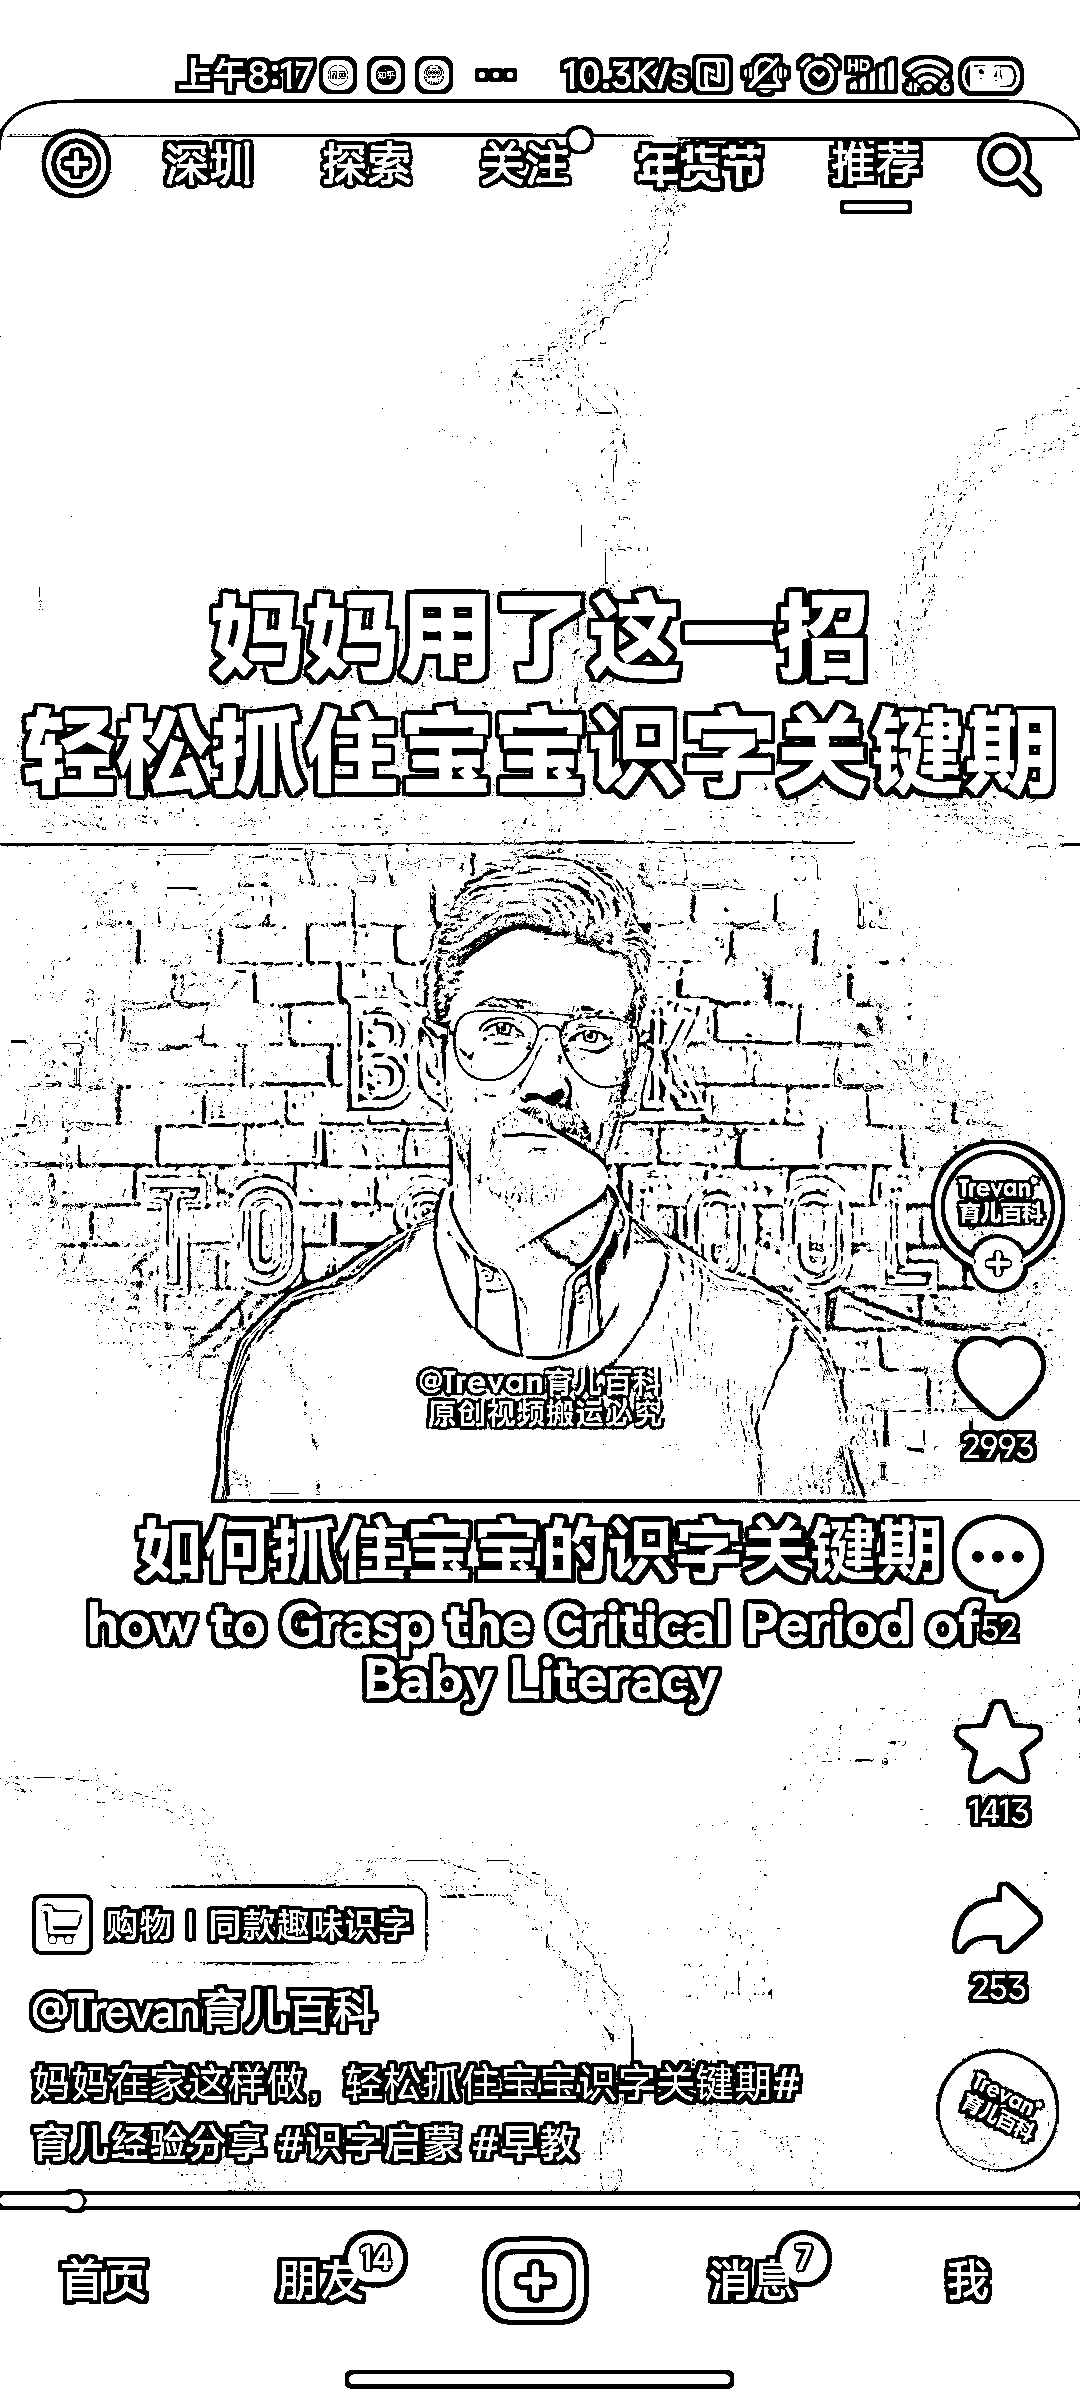 上午8:17 10.3K/s HD 6
深圳 探索 关注 年货节 推荐
妈妈用了这一招
轻松抓住宝宝识字关键期
TO
Trevan
育儿百科
@Trevan育儿百科
原创视频搬运必究
2993
如何抓住宝宝的识字关键期
how to Grasp the Critical Period of
52
Baby Literacy
1413
购物 | 同款趣味识字
253
@Trevan育儿百科
妈妈在家这样做，轻松抓住宝宝识字关键期#
育儿经验分享 #识字启蒙 #早教
Trevan
育儿百科
首页 朋友 14 消息 7 我